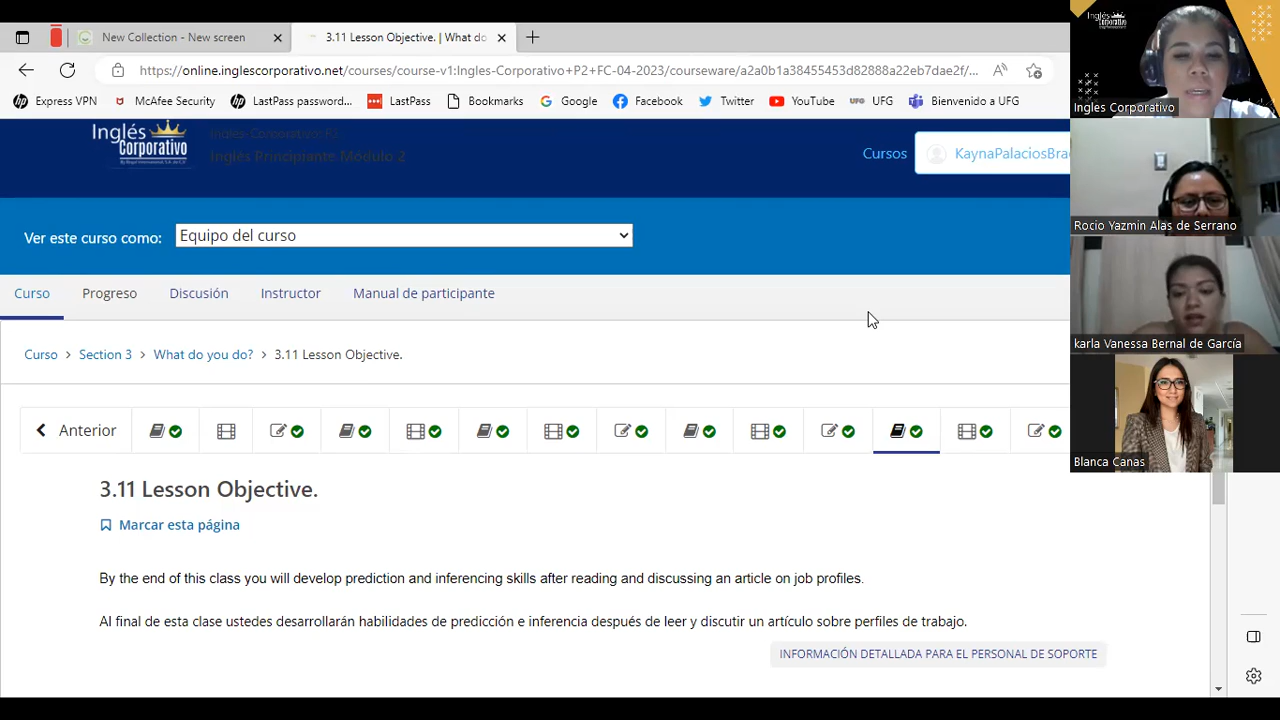 New Collection - New screen
3.11 Lesson Objective. | What do
https://online.inglescorporativo.net/courses/course-v1:Ingles-Corporativo+P2+FC-04-2023/courseware/a2a0b1a38455453d82888a22eb7dae2f/...
Express VPN McAfee Security LastPass password... LastPass Bookmarks Google Facebook Twitter YouTube UFG Bienvenido a UFG
Inglés Corporativo
Ingles-Corporativo: P2
Inglés Principiante Módulo 2
Cursos
KaynaPalaciosBra
Ver este curso como: Equipo del curso
Curso Progreso Discusión Instructor Manual de participante
Curso > Section 3 > What do you do? > 3.11 Lesson Objective.
Anterior
3.11 Lesson Objective.
Marcar esta página
By the end of this class you will develop prediction and inferencing skills after reading and discussing an article on job profiles.
Al final de esta clase ustedes desarrollarán habilidades de predicción e inferencia después de leer y discutir un artículo sobre perfiles de trabajo.
INFORMACIÓN DETALLADA PARA EL PERSONAL DE SOPORTE
Inglés Corporativo
Ingles Corporativo
Rocio Yazmin Alas de Serrano
karla Vanessa Bernal de García
Blanca Canas